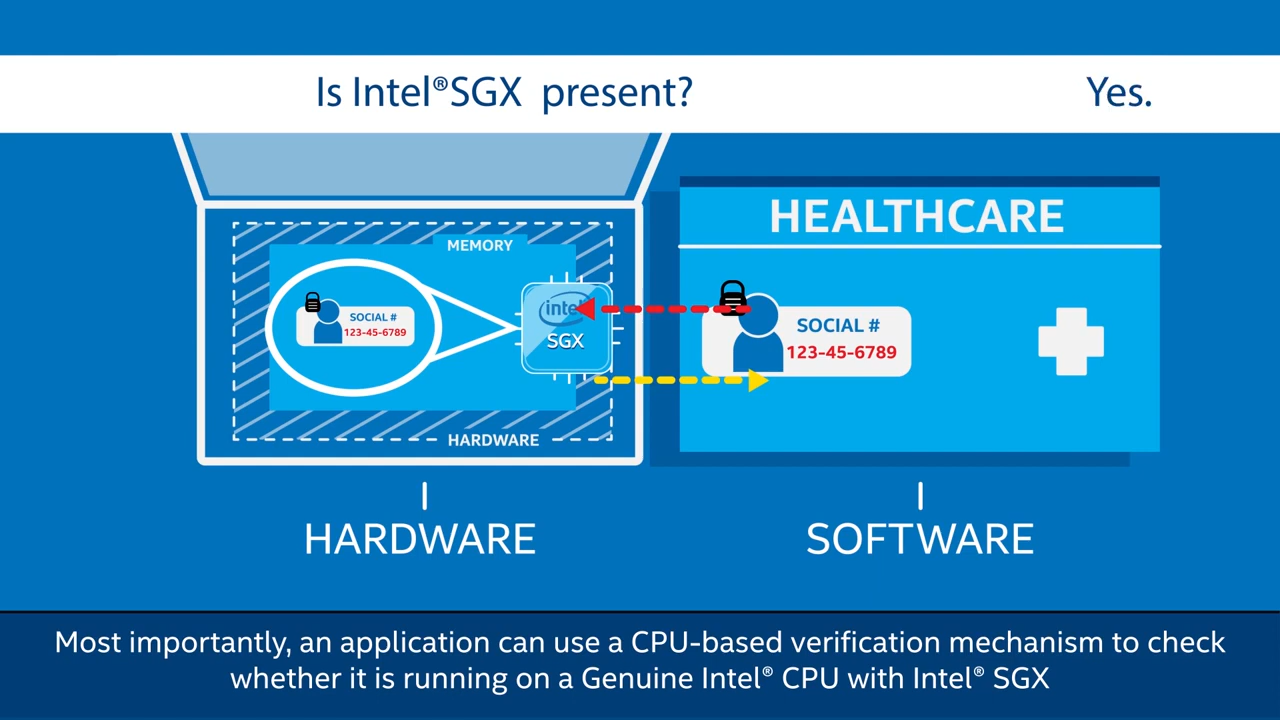 Is Intel®SGX present? Yes.
HEALTHCARE
MEMORY
SOCIAL #
123-45-6789
intel
SGX
SOCIAL #
123-45-6789
HARDWARE
HARDWARE
SOFTWARE
Most importantly, an application can use a CPU-based verification mechanism to check
whether it is running on a Genuine Intel® CPU with Intel® SGX